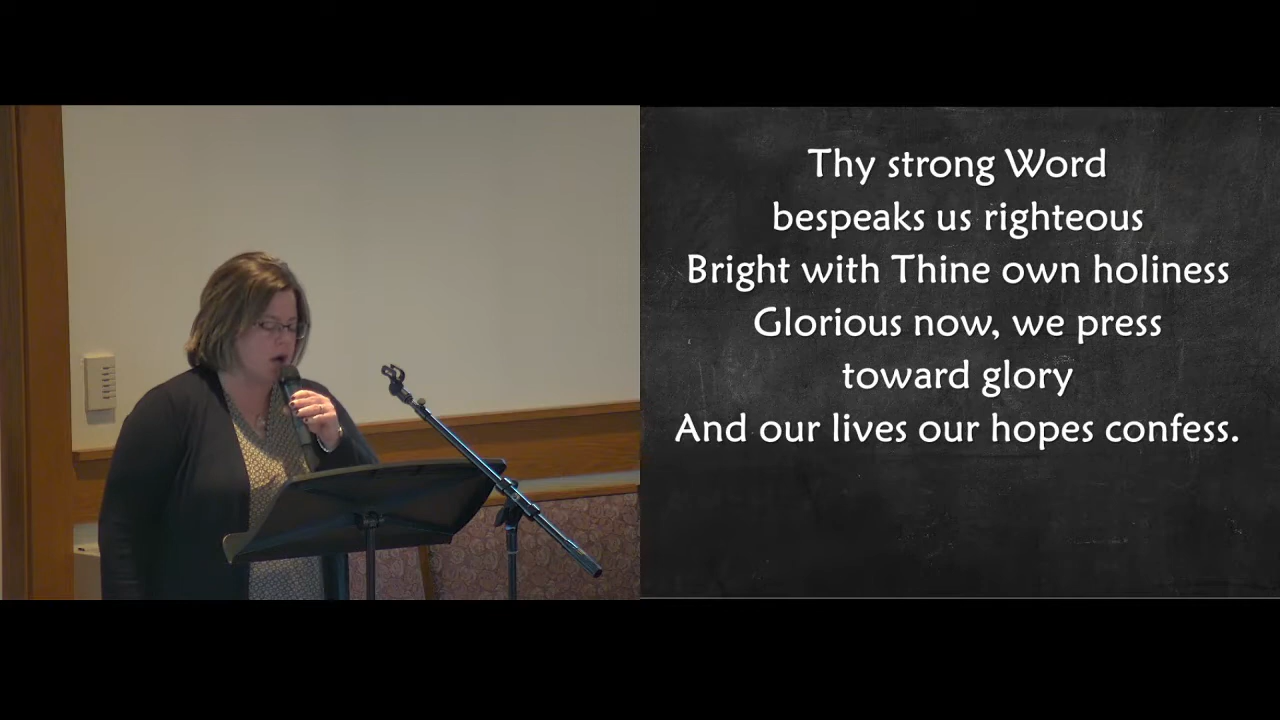 Thy strong Word
bespeaks us righteous
Bright with Thine own holiness
Glorious now, we press
toward glory
And our lives our hopes confess.